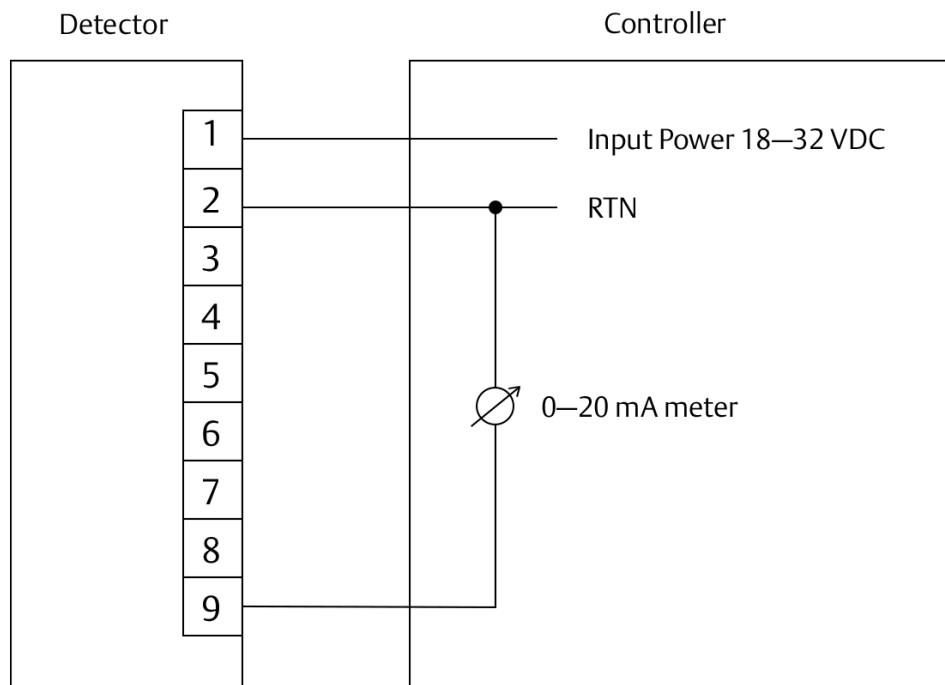 Detector
Controller
1
Input Power 18—32 VDC
2
RTN
3
4
5
0—20 mA meter
6
7
8
9